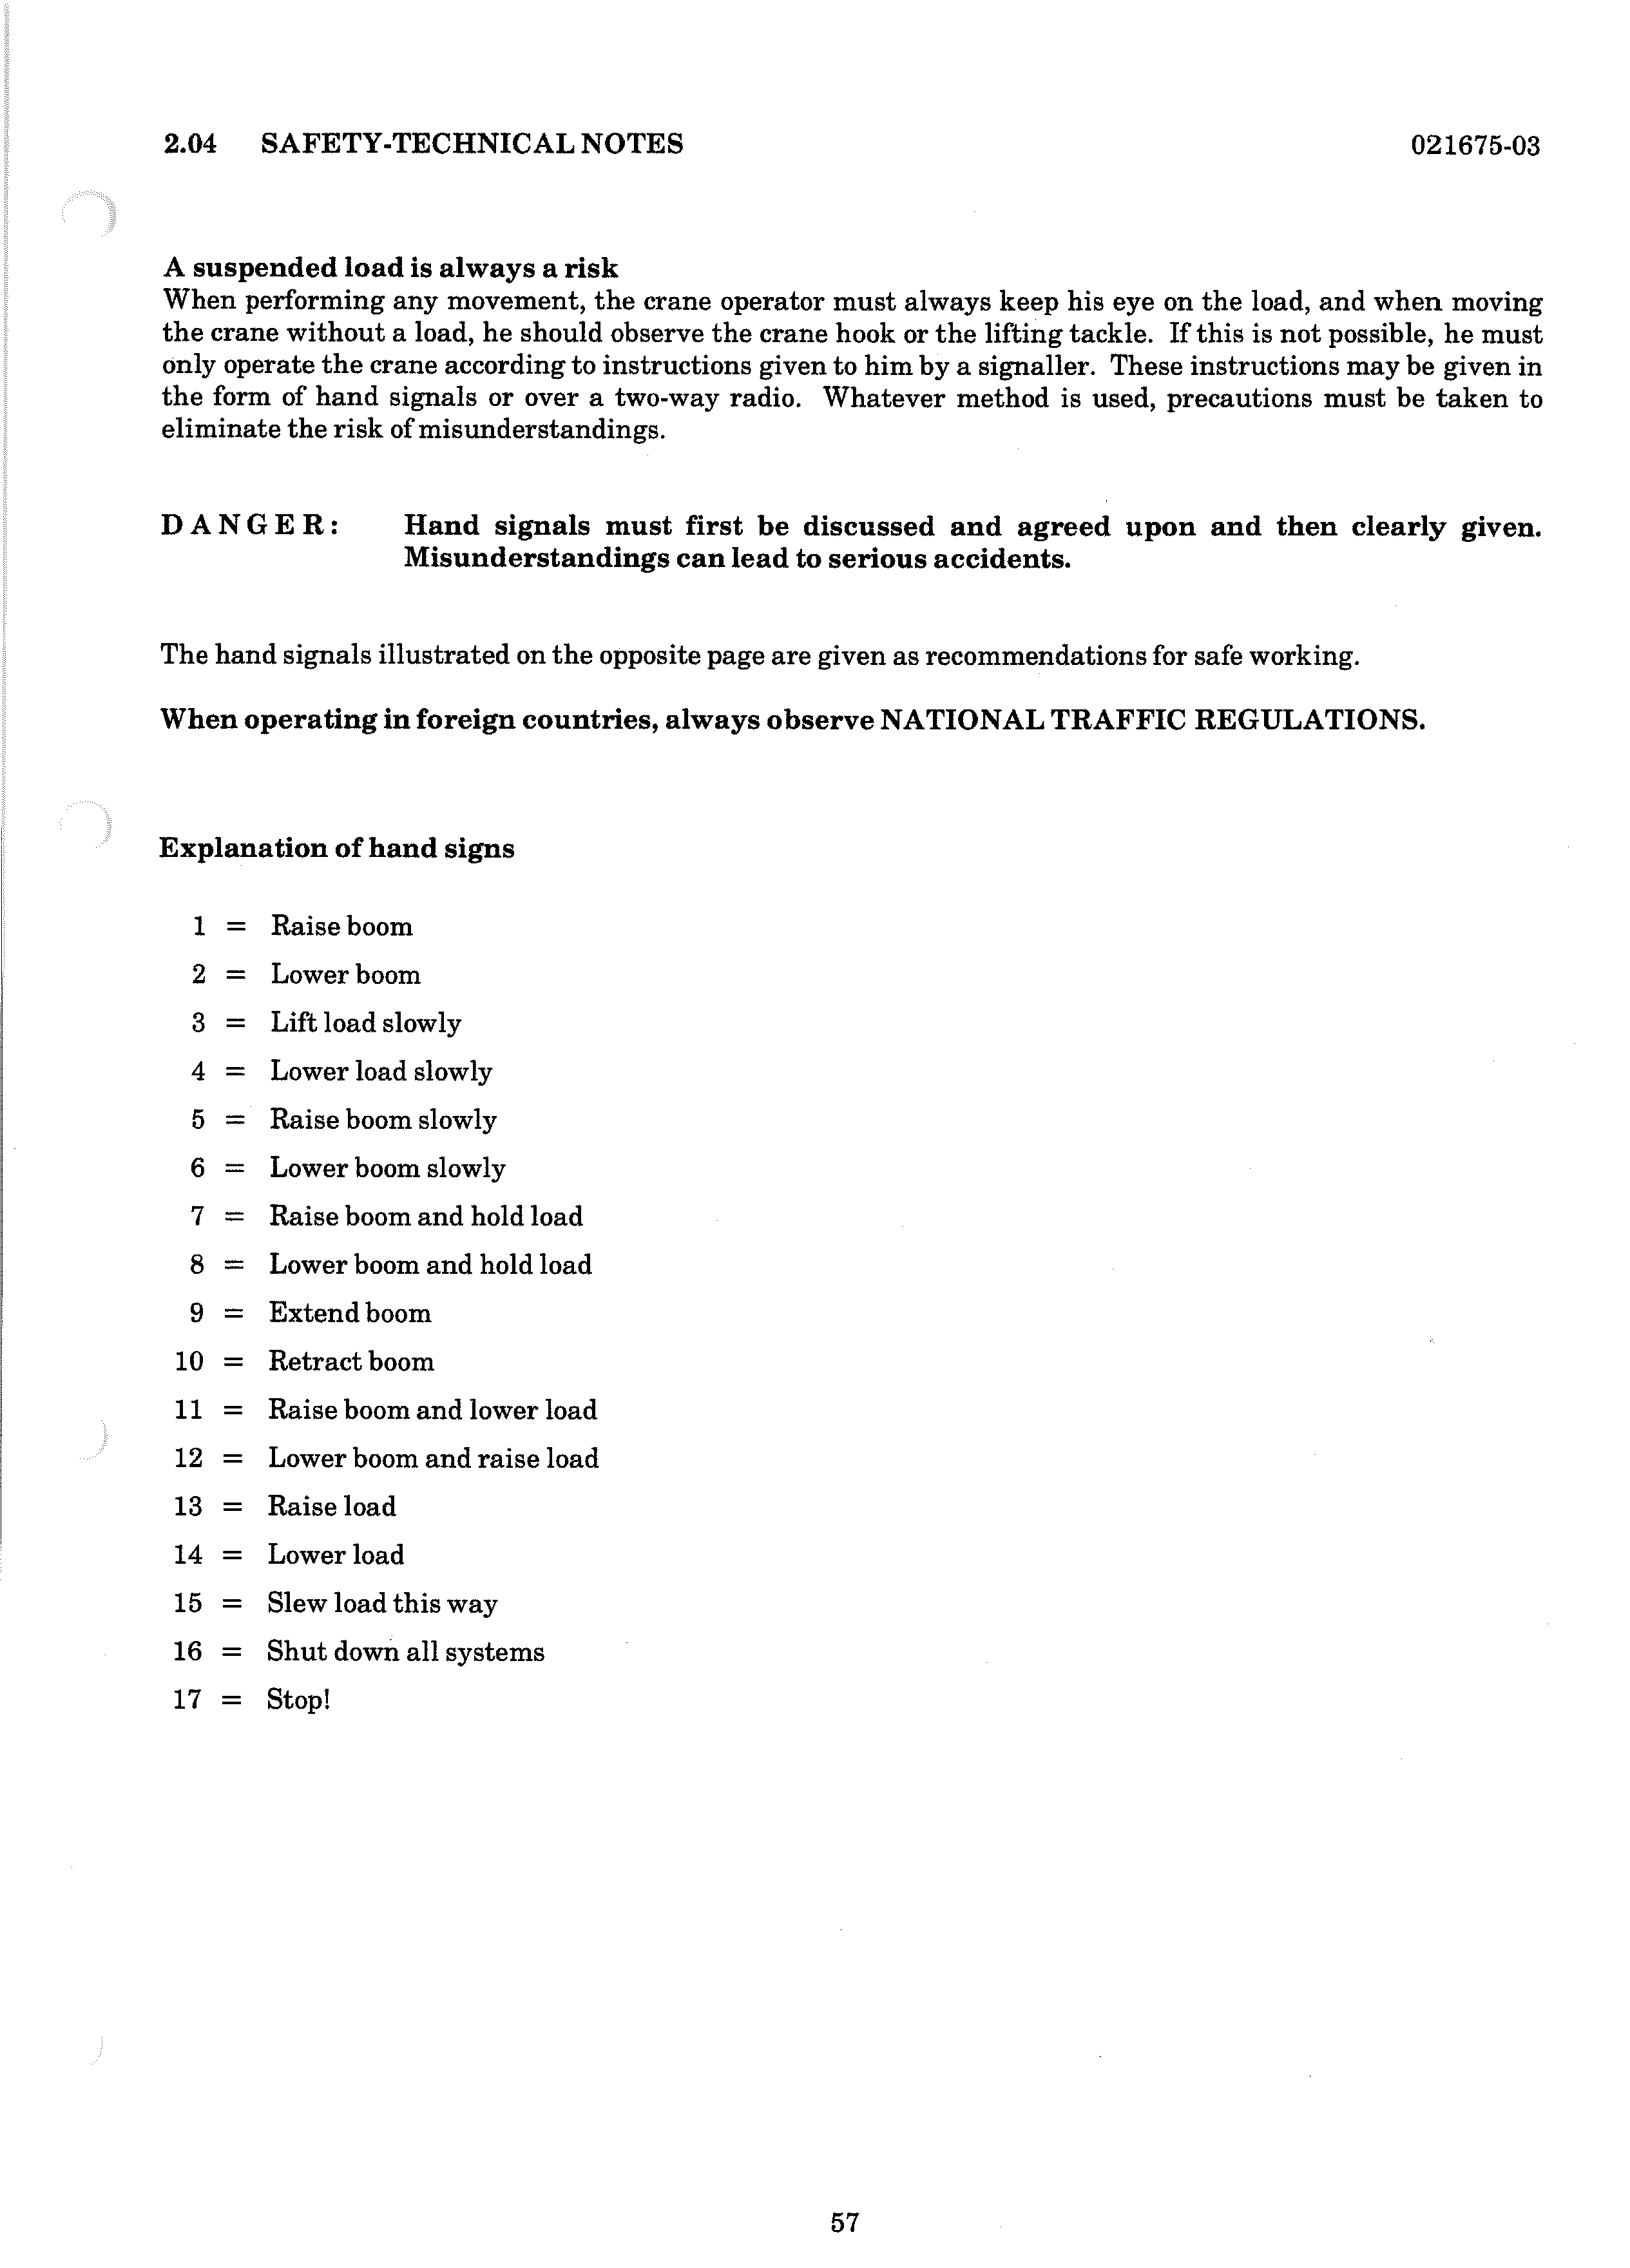 2.04 SAFETY-TECHNICAL NOTES 021675-03
A suspended load is always a risk
When performing any movement, the crane operator must always keep his eye on the load, and when moving
the crane without a load, he should observe the crane hook or the lifting tackle. If this is not possible, he must
only operate the crane according to instructions given to him by a signaller. These instructions may be given in
the form of hand signals or over a two-way radio. Whatever method is used, precautions must be taken to
eliminate the risk of misunderstandings.
DANGER: Hand signals must first be discussed and agreed upon and then clearly given.
Misunderstandings can lead to serious accidents.
The hand signals illustrated on the opposite page are given as recommendations for safe working.
When operating in foreign countries, always observe NATIONAL TRAFFIC REGULATIONS.
Explanation of hand signs
1 = Raise boom
2 = Lower boom
3 = Lift load slowly
4 = Lower load slowly
5 = Raise boom slowly
6 = Lower boom slowly
7 = Raise boom and hold load
8 = Lower boom and hold load
9 = Extend boom
10 = Retract boom
11 = Raise boom and lower load
12 = Lower boom and raise load
13 = Raise load
14 = Lower load
15 = Slew load this way
16 = Shut down all systems
17 = Stop!
57